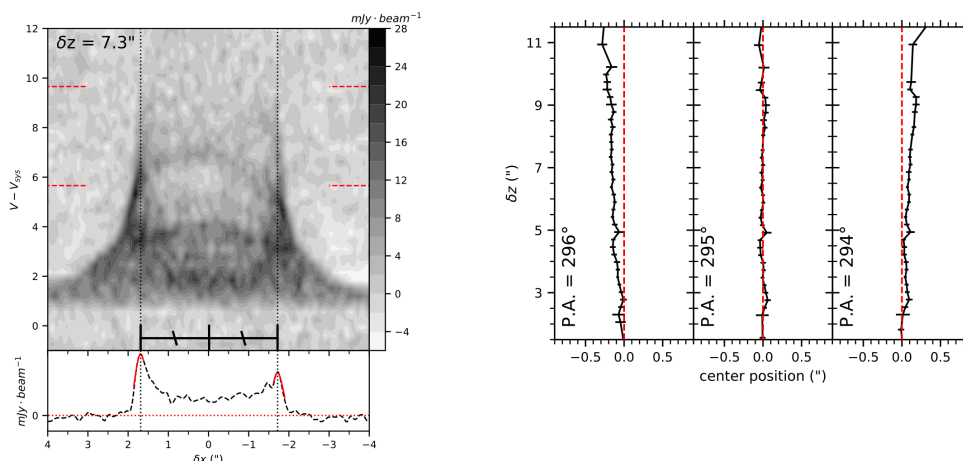 mJy · beam⁻¹
δz = 7.3"
12
10
8
6
4
2
0
V − V_sys
28
24
20
16
12
8
4
0
−4
mJy · beam⁻¹
0
4 3 2 1 0 −1 −2 −3 −4
δx (")
11
9
7
5
3
δz (")
P.A. = 296°
P.A. = 295°
P.A. = 294°
−0.5 0.0 0.5 −0.5 0.0 0.5 −0.5 0.0 0.5
center position (")